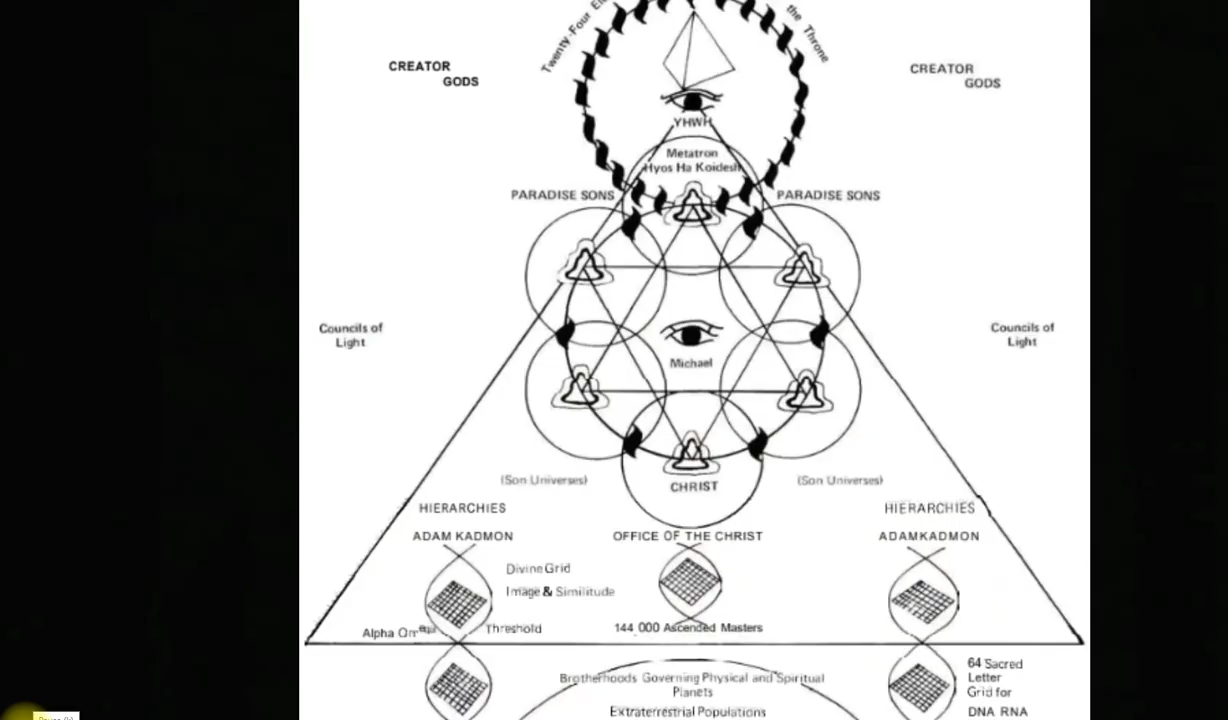 Twenty-Four
the Throne
CREATOR
GODS
CREATOR
GODS
YHWH
Metatron
Hyos Ha Koidesh
PARADISE SONS
PARADISE SONS
Councils of
Light
Councils of
Light
Michael
(Son Universes)
(Son Universes)
CHRIST
HIERARCHIES
HIERARCHIES
ADAM KADMON
OFFICE OF THE CHRIST
ADAMKADMON
Divine Grid
Image & Similitude
Alpha Omega
Threshold
144 000 Ascended Masters
Brotherhoods Governing Physical and Spiritual
Planets
Extraterrestrial Populations
64 Sacred
Letter
Grid for
DNA RNA